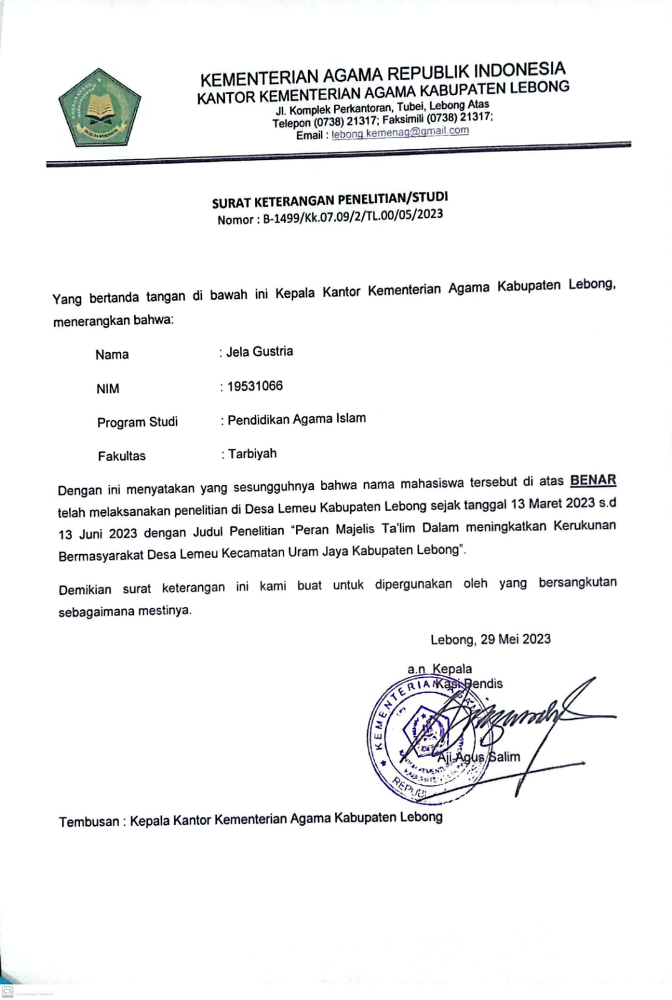 KEMENTERIAN AGAMA REPUBLIK INDONESIA
KANTOR KEMENTERIAN AGAMA KABUPATEN LEBONG
Jl. Komplek Perkantoran, Tubei, Lebong Atas
Telepon (0738) 21317; Faksimili (0738) 21317;
Email : lebong.kemenag@gmail.com
SURAT KETERANGAN PENELITIAN/STUDI
Nomor : B-1499/Kk.07.09/2/TL.00/05/2023
Yang bertanda tangan di bawah ini Kepala Kantor Kementerian Agama Kabupaten Lebong,
menerangkan bahwa:
Nama : Jela Gustria
NIM : 19531066
Program Studi : Pendidikan Agama Islam
Fakultas : Tarbiyah
Dengan ini menyatakan yang sesungguhnya bahwa nama mahasiswa tersebut di atas BENAR
telah melaksanakan penelitian di Desa Lemeu Kabupaten Lebong sejak tanggal 13 Maret 2023 s.d
13 Juni 2023 dengan Judul Penelitian “Peran Majelis Ta’lim Dalam meningkatkan Kerukunan
Bermasyarakat Desa Lemeu Kecamatan Uram Jaya Kabupaten Lebong”.
Demikian surat keterangan ini kami buat untuk dipergunakan oleh yang bersangkutan
sebagaimana mestinya.
Lebong, 29 Mei 2023
a.n Kepala
Kasi Pendis
KEMENTERIAN AGAMA
Aji Agus Salim
Tembusan : Kepala Kantor Kementerian Agama Kabupaten Lebong
CS